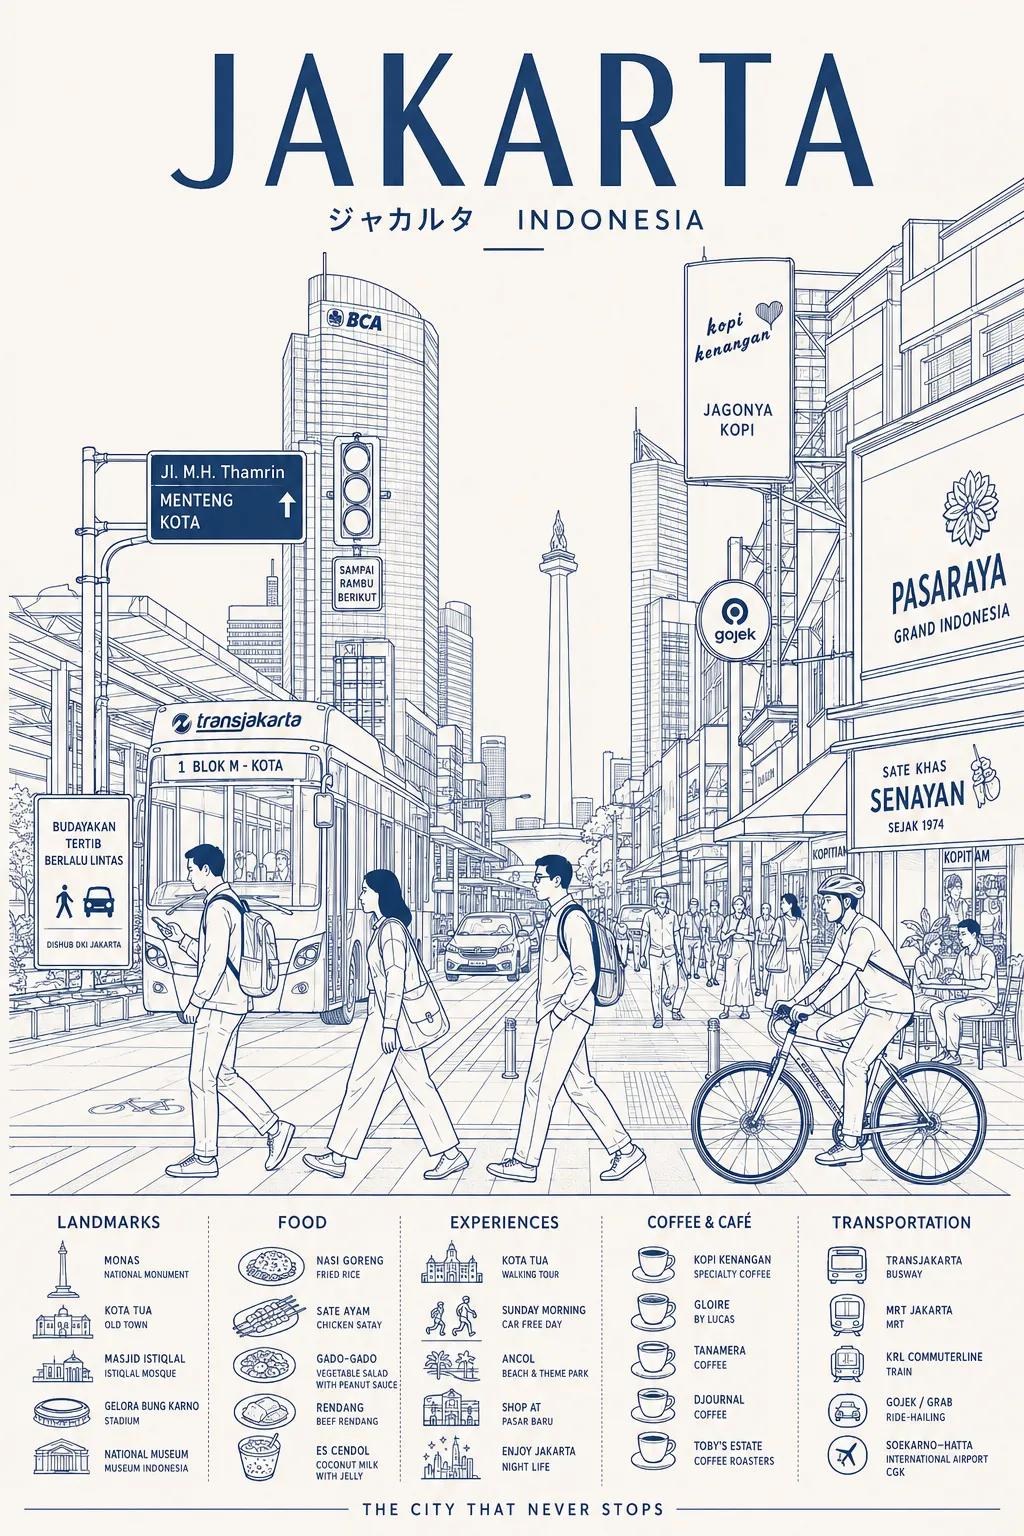 JAKARTA
ジャカルタ INDONESIA
BCA
kopi
kenangan
JAGONYA
KOPI
Jl. M.H. Thamrin
MENTENG
KOTA
SAMPAI
RAMBU
BERIKUT
gojek
PASARAYA
GRAND INDONESIA
transjakarta
1 BLOK M - KOTA
SATE KHAS
SENAYAN
SEJAK 1974
BUDAYAKAN
TERTIB
BERLALU LINTAS
DISHUB DKI JAKARTA
KOPITIAM
KOPITIAM
LANDMARKS
MONAS
NATIONAL MONUMENT
KOTA TUA
OLD TOWN
MASJID ISTIQLAL
ISTIQLAL MOSQUE
GELORA BUNG KARNO
STADIUM
NATIONAL MUSEUM
MUSEUM INDONESIA
FOOD
NASI GORENG
FRIED RICE
SATE AYAM
CHICKEN SATAY
GADO-GADO
VEGETABLE SALAD
WITH PEANUT SAUCE
RENDANG
BEEF RENDANG
ES CENDOL
COCONUT MILK
WITH JELLY
EXPERIENCES
KOTA TUA
WALKING TOUR
SUNDAY MORNING
CAR FREE DAY
ANCOL
BEACH & THEME PARK
SHOP AT
PASAR BARU
ENJOY JAKARTA
NIGHT LIFE
COFFEE & CAFÉ
KOPI KENANGAN
SPECIALTY COFFEE
GLOIRE
BY LUCAS
TANAMERA
COFFEE
DJOURNAL
COFFEE
TOBY'S ESTATE
COFFEE ROASTERS
TRANSPORTATION
TRANSJAKARTA
BUSWAY
MRT JAKARTA
MRT
KRL COMMUTERLINE
TRAIN
GOJEK / GRAB
RIDE-HAILING
SOEKARNO-HATTA
INTERNATIONAL AIRPORT
CGK
THE CITY THAT NEVER STOPS